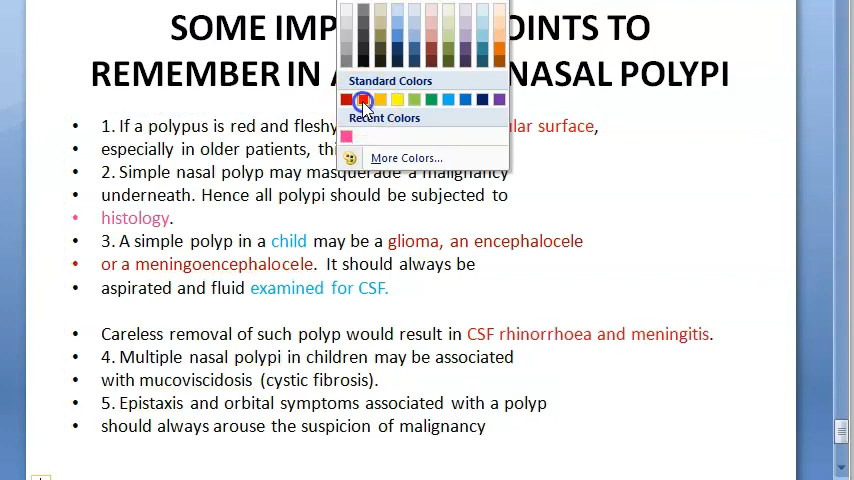 SOME IMP OINTS TO
REMEMBER IN A NASAL POLYPI
Standard Colors
Recent Colors
More Colors...
• 1. If a polypus is red and fleshy ular surface,
• especially in older patients, thi
• 2. Simple nasal polyp may masquerade a malignancy
• underneath. Hence all polypi should be subjected to
• histology.
• 3. A simple polyp in a child may be a glioma, an encephalocele
• or a meningoencephalocele. It should always be
• aspirated and fluid examined for CSF.
• Careless removal of such polyp would result in CSF rhinorrhoea and meningitis.
• 4. Multiple nasal polypi in children may be associated
• with mucoviscidosis (cystic fibrosis).
• 5. Epistaxis and orbital symptoms associated with a polyp
• should always arouse the suspicion of malignancy